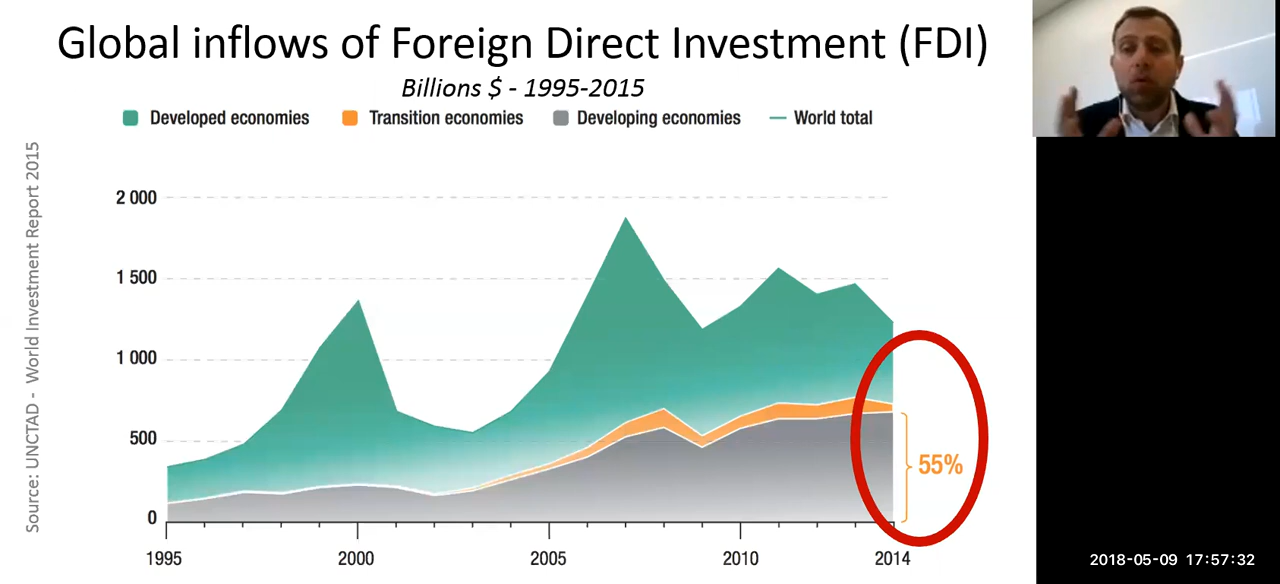 Global inflows of Foreign Direct Investment (FDI)
Billions $ - 1995-2015
Developed economies Transition economies Developing economies World total
Source: UNCTAD - World Investment Report 2015
2 000
1 500
1 000
500
0
55%
1995 2000 2005 2010 2014
2018-05-09 17:57:32